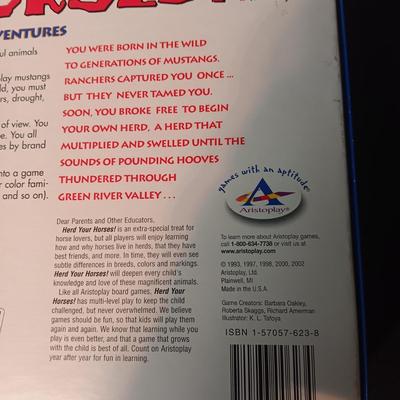 VENTURES
ul animals
play mustangs
ld, you must
rs, drought,
of view. You
e. You all
es by brand
nto a game
r color fami-
and so on).
YOU WERE BORN IN THE WILD
TO GENERATIONS OF MUSTANGS.
RANCHERS CAPTURED YOU ONCE ...
BUT THEY NEVER TAMED YOU.
SOON, YOU BROKE FREE TO BEGIN
YOUR OWN HERD, A HERD THAT
MULTIPLIED AND SWELLED UNTIL THE
SOUNDS OF POUNDING HOOVES
THUNDERED THROUGH
GREEN RIVER VALLEY . . .
games with an aptitude®
A
Aristoplay®
Dear Parents and Other Educators,
Herd Your Horses! is an extra-special treat for
horse lovers, but all players will enjoy learning
how and why horses live in herds, that they have
best friends, and more. In time, they will even see
subtle differences in breeds, colors and markings.
Herd Your Horses! will deepen every child's
knowledge and love of these magnificent animals.
Like all Aristoplay board games, Herd Your
Horses! has multi-level play to keep the child
challenged, but never overwhelmed. We believe
games should be fun, so that kids will play them
again and again. We know that learning while you
play is even better, and that a game that grows
with the child is best of all. Count on Aristoplay
year after year for fun in learning.
To learn more about Aristoplay games,
call 1-800-634-7738 or visit us at
www.aristoplay.com.
© 1993, 1997, 1998, 2000, 2002
Aristoplay, Ltd.
Plainwell, MI
Made in the U.S.A.
Game Creators: Barbara Oakley,
Roberta Skaggs, Richard Amerman
Illustrator: K. L. Tafoya
ISBN 1-57057-623-8